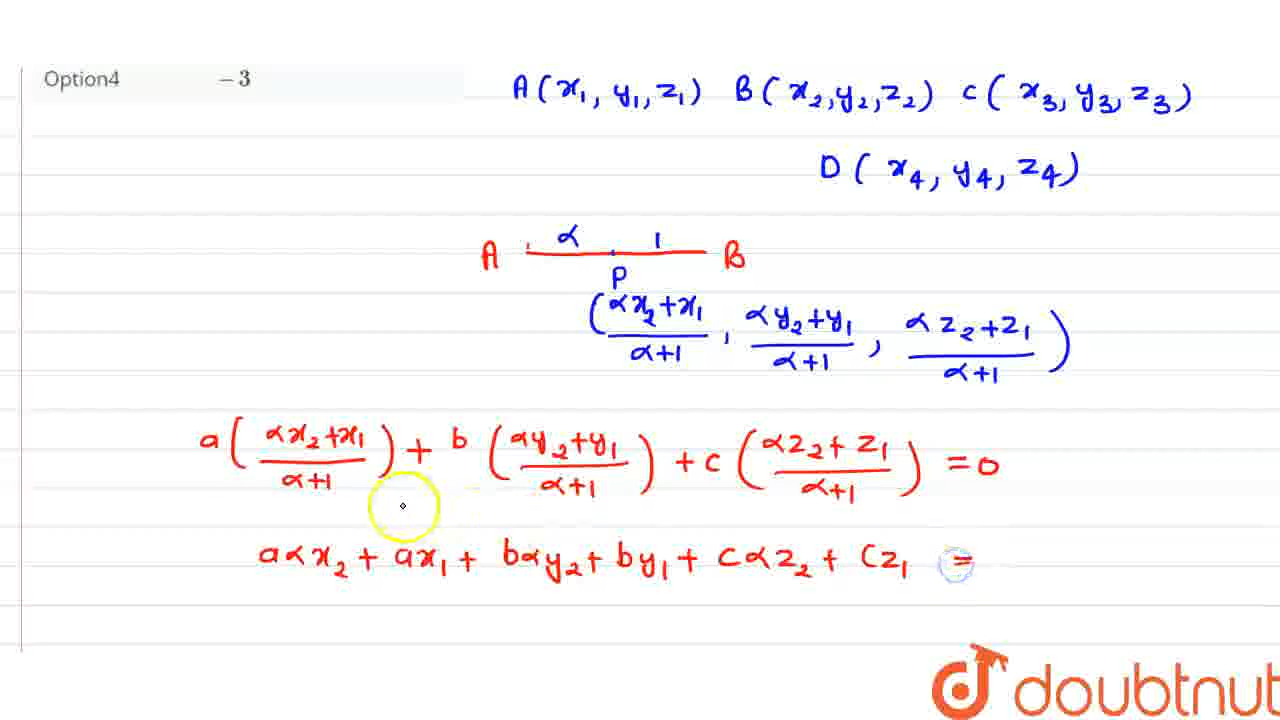 Option4 − 3
A ( x₁, y₁, z₁ ) B ( x₂, y₂, z₂ ) C ( x₃, y₃, z₃ )
D ( x₄, y₄, z₄ )
α 1
A B
P
( (αx₂+x₁)/(α+1) , (αy₂+y₁)/(α+1) , (αz₂+z₁)/(α+1) )
a ( (αx₂+x₁)/(α+1) ) + b ( (αy₂+y₁)/(α+1) ) + c ( (αz₂+z₁)/(α+1) ) = 0
aαx₂ + ax₁ + bαy₂ + by₁ + cαz₂ + cz₁ =
doubtnut